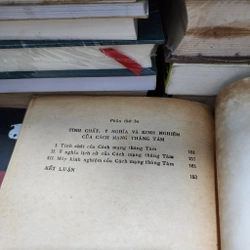 Phần thứ ba
TÍNH CHẤT, Ý NGHĨA VÀ KINH NGHIỆM
CỦA CÁCH MẠNG THÁNG TÁM
I. Tính chất của Cách mạng tháng Tám
II. Ý nghĩa lịch sử của Cách mạng tháng Tám
III. Mấy kinh nghiệm của Cách mạng tháng Tám
KẾT LUẬN